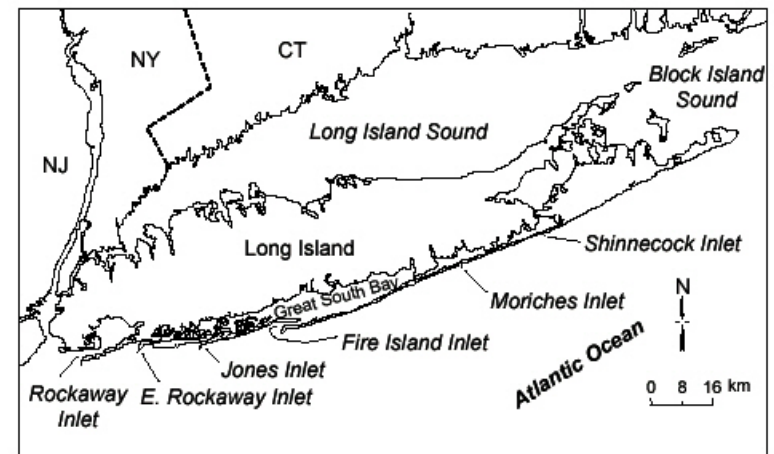 NY
CT
Block Island
Sound
Long Island Sound
NJ
Long Island
Shinnecock Inlet
Great South Bay
N
Moriches Inlet
Fire Island Inlet
Atlantic Ocean
Jones Inlet
0 8 16 km
Rockaway
Inlet
E. Rockaway Inlet